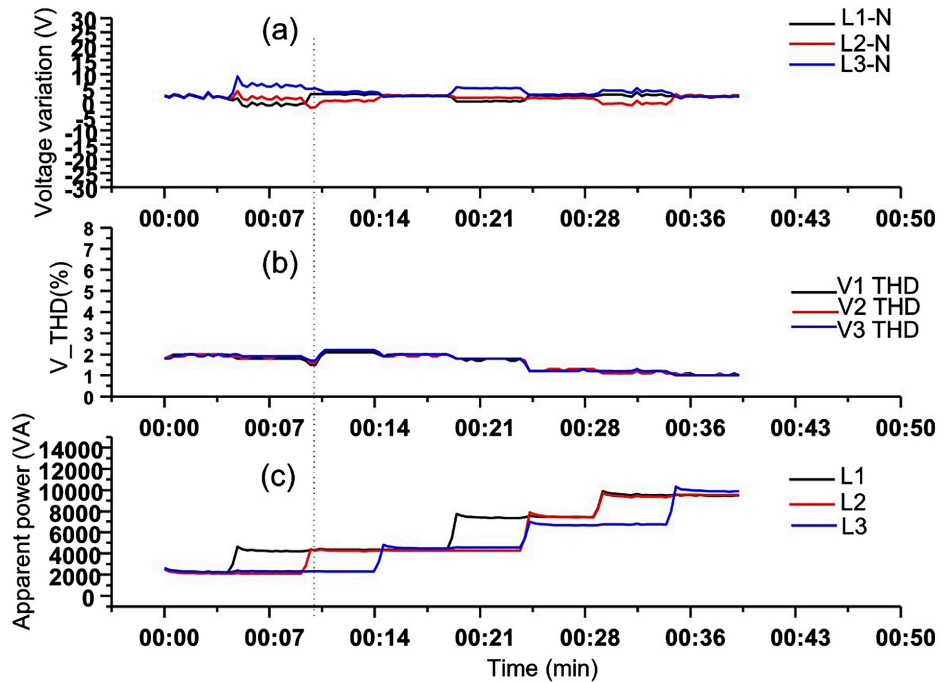 (a)
L1-N
L2-N
L3-N
Voltage variation (V)
30
25
20
15
10
5
0
-5
-10
-15
-20
-25
-30
00:00 00:07 00:14 00:21 00:28 00:36 00:43 00:50
(b)
V1 THD
V2 THD
V3 THD
V_THD(%)
8
7
6
5
4
3
2
1
0
00:00 00:07 00:14 00:21 00:28 00:36 00:43 00:50
(c)
L1
L2
L3
Apparent power (VA)
14000
12000
10000
8000
6000
4000
2000
0
00:00 00:07 00:14 00:21 00:28 00:36 00:43 00:50
Time (min)